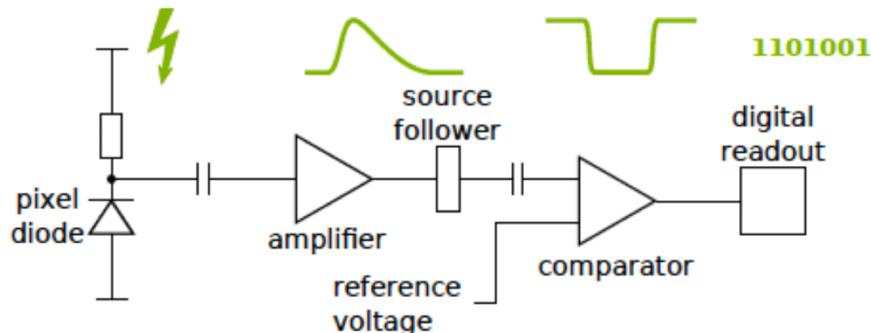 1101001
source
follower
digital
readout
pixel
diode
amplifier
comparator
reference
voltage